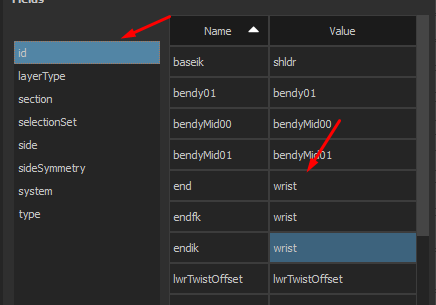 Fields
Name Value
id
layerType
section
selectionSet
side
sideSymmetry
system
type
baseik shldr
bendy01 bendy01
bendyMid00 bendyMid00
bendyMid01 bendyMid01
end wrist
endfk wrist
endik wrist
lwrTwistOffset lwrTwistOffset